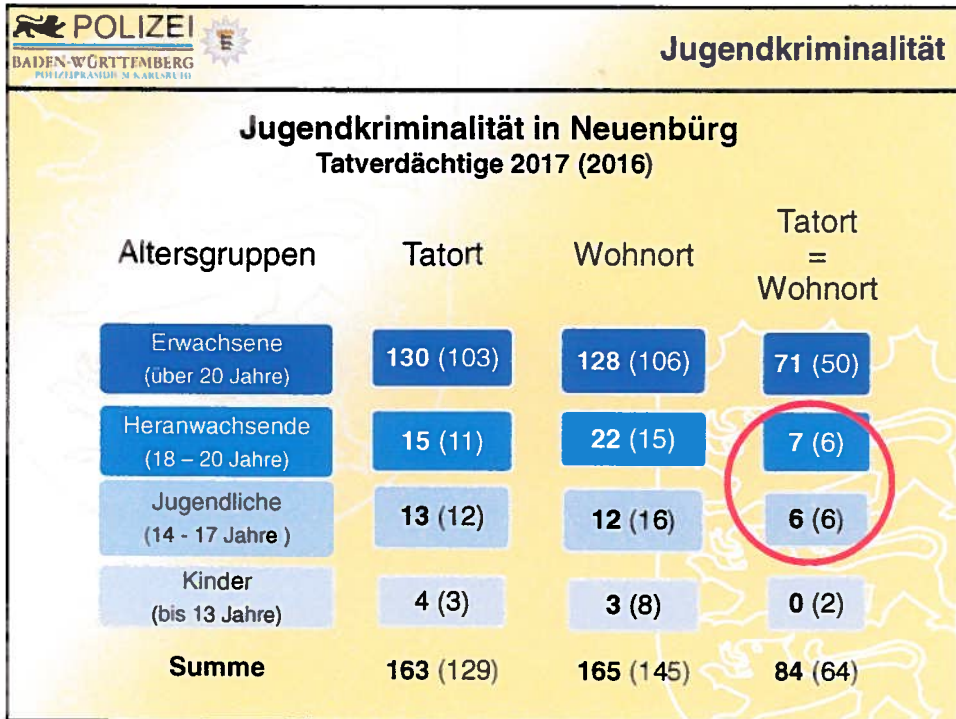 POLIZEI
BADEN-WÜRTTEMBERG
POLIZEIPRÄSIDIUM KARLSRUHE
Jugendkriminalität
Jugendkriminalität in Neuenbürg
Tatverdächtige 2017 (2016)
Altersgruppen Tatort Wohnort Tatort
=
Wohnort
Erwachsene
(über 20 Jahre) 130 (103) 128 (106) 71 (50)
Heranwachsende
(18 – 20 Jahre) 15 (11) 22 (15) 7 (6)
Jugendliche
(14 - 17 Jahre ) 13 (12) 12 (16) 6 (6)
Kinder
(bis 13 Jahre) 4 (3) 3 (8) 0 (2)
Summe 163 (129) 165 (145) 84 (64)